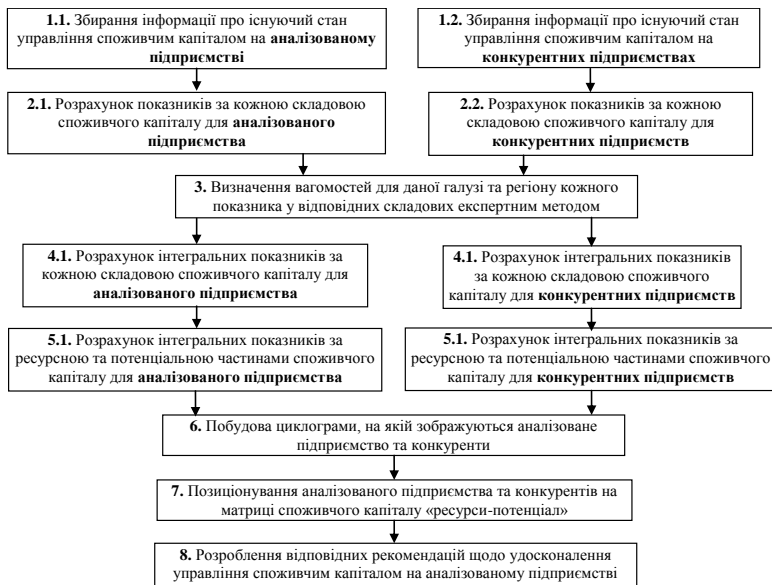 1.1. Збирання інформації про існуючий стан
управління споживчим капіталом на аналізованому
підприємстві
1.2. Збирання інформації про існуючий стан
управління споживчим капіталом на
конкурентних підприємствах
2.1. Розрахунок показників за кожною складовою
споживчого капіталу для аналізованого
підприємства
2.2. Розрахунок показників за кожною
складовою споживчого капіталу для
конкурентних підприємств
3. Визначення вагомостей для даної галузі та регіону кожного
показника у відповідних складових експертним методом
4.1. Розрахунок інтегральних показників за
кожною складовою споживчого капіталу для
аналізованого підприємства
4.1. Розрахунок інтегральних показників
за кожною складовою споживчого
капіталу для конкурентних підприємств
5.1. Розрахунок інтегральних показників за
ресурсною та потенціальною частинами споживчого
капіталу для аналізованого підприємства
5.1. Розрахунок інтегральних показників за
ресурсною та потенціальною частинами споживчого
капіталу для конкурентних підприємств
6. Побудова циклограми, на якій зображуються аналізоване
підприємство та конкуренти
7. Позиціонування аналізованого підприємства та конкурентів на
матриці споживчого капіталу «ресурси-потенціал»
8. Розроблення відповідних рекомендацій щодо удосконалення
управління споживчим капіталом на аналізованому підприємстві